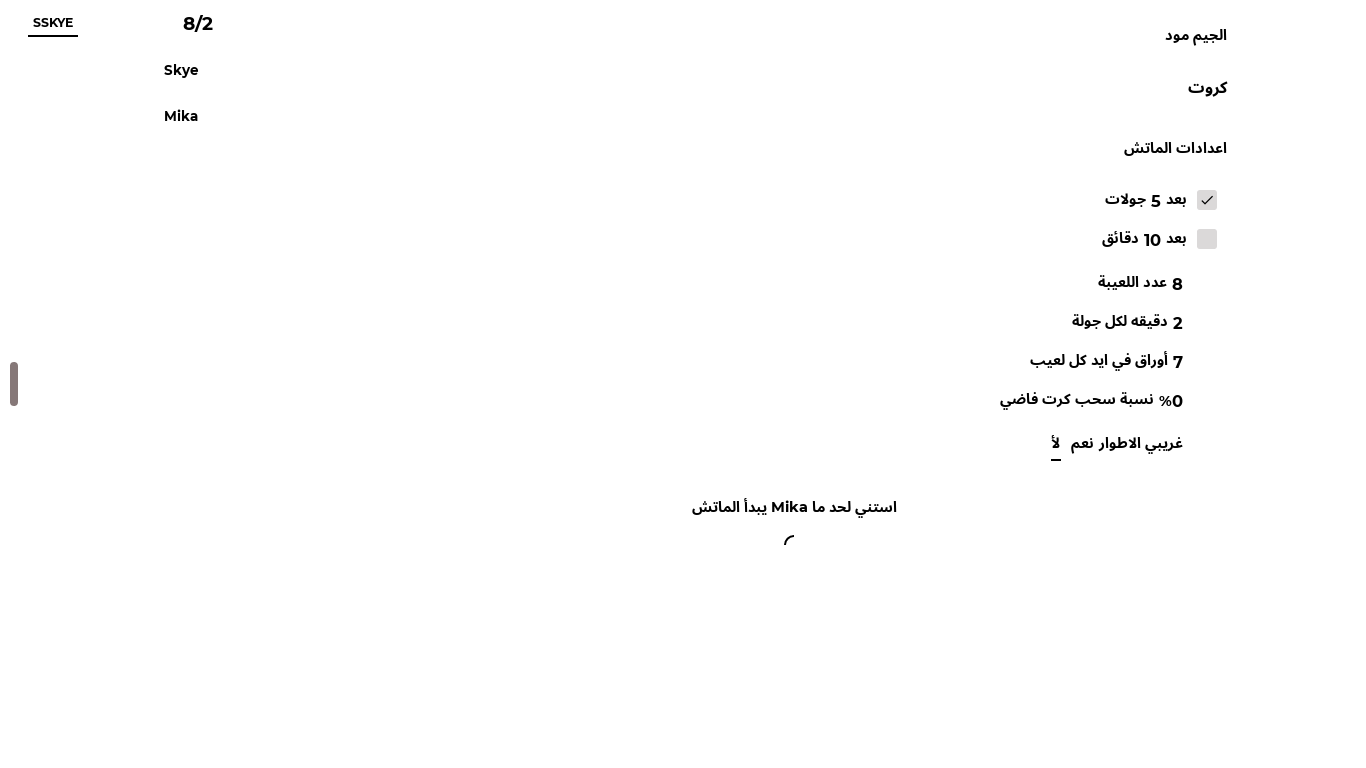 الجيم مود
كروت
اعدادات الماتش
بعد 5 جولات
بعد 10 دقائق
8 عدد اللعيبة
2 دقيقه لكل جولة
7 أوراق في ايد كل لعيب
%0 نسبة سحب كرت فاضي
غريبي الاطوار نعم لأ
استني لحد ما Mika يبدأ الماتش
8/2
Skye
Mika
SSKYE